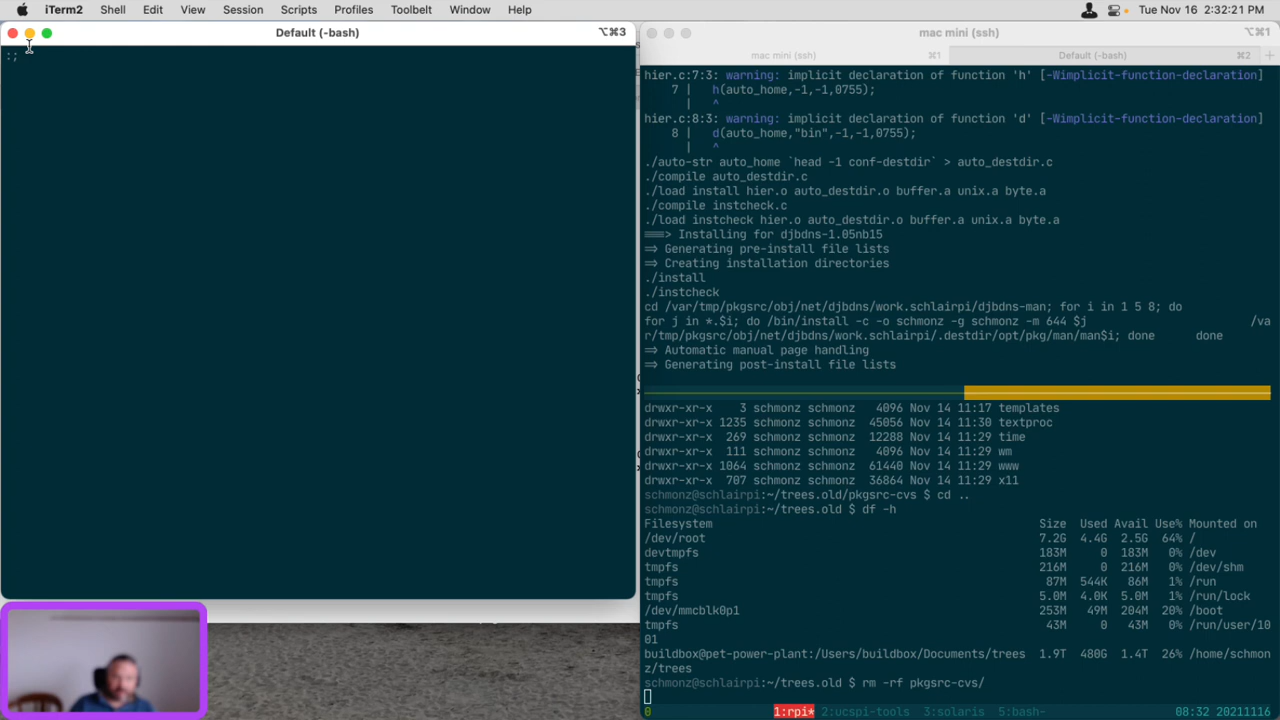 iTerm2 Shell Edit View Session Scripts Profiles Toolbelt Window Help Tue Nov 16 2:32:21 PM
Default (-bash) ⌥⌘3
:;
mac mini (ssh) ⌥⌘1
mac mini (ssh) ⌘1 Default (-bash) ⌘2 +
hier.c:7:3: warning: implicit declaration of function 'h' [-Wimplicit-function-declaration]
7 | h(auto_home,-1,-1,0755);
| ^
hier.c:8:3: warning: implicit declaration of function 'd' [-Wimplicit-function-declaration]
8 | d(auto_home,"bin",-1,-1,0755);
| ^
./auto-str auto_home `head -1 conf-destdir` > auto_destdir.c
./compile auto_destdir.c
./load install hier.o auto_destdir.o buffer.a unix.a byte.a
./compile instcheck.c
./load instcheck hier.o auto_destdir.o buffer.a unix.a byte.a
===> Installing for djbdns-1.05nb15
=> Generating pre-install file lists
=> Creating installation directories
./install
./instcheck
cd /var/tmp/pkgsrc/obj/net/djbdns/work.schlairpi/djbdns-man; for i in 1 5 8; do
for j in *.$i; do /bin/install -c -o schmonz -g schmonz -m 644 $j /va
r/tmp/pkgsrc/obj/net/djbdns/work.schlairpi/.destdir/opt/pkg/man/man$i; done done
=> Automatic manual page handling
=> Generating post-install file lists
drwxr-xr-x 3 schmonz schmonz 4096 Nov 14 11:17 templates
drwxr-xr-x 1235 schmonz schmonz 45056 Nov 14 11:30 textproc
drwxr-xr-x 269 schmonz schmonz 12288 Nov 14 11:29 time
drwxr-xr-x 111 schmonz schmonz 4096 Nov 14 11:29 wm
drwxr-xr-x 1064 schmonz schmonz 61440 Nov 14 11:29 www
drwxr-xr-x 707 schmonz schmonz 36864 Nov 14 11:29 x11
schmonz@schlairpi:~/trees.old/pkgsrc-cvs $ cd ..
schmonz@schlairpi:~/trees.old $ df -h
Filesystem Size Used Avail Use% Mounted on
/dev/root 7.2G 4.4G 2.5G 64% /
devtmpfs 183M 0 183M 0% /dev
tmpfs 216M 0 216M 0% /dev/shm
tmpfs 87M 544K 86M 1% /run
tmpfs 5.0M 4.0K 5.0M 1% /run/lock
/dev/mmcblk0p1 253M 49M 204M 20% /boot
tmpfs 43M 0 43M 0% /run/user/10
01
buildbox@pet-power-plant:/Users/buildbox/Documents/trees 1.9T 480G 1.4T 26% /home/schmon
z/trees
schmonz@schlairpi:~/trees.old $ rm -rf pkgsrc-cvs/
0 1:rpi* 2:ucspi-tools 3:solaris 5:bash- 08:32 20211116